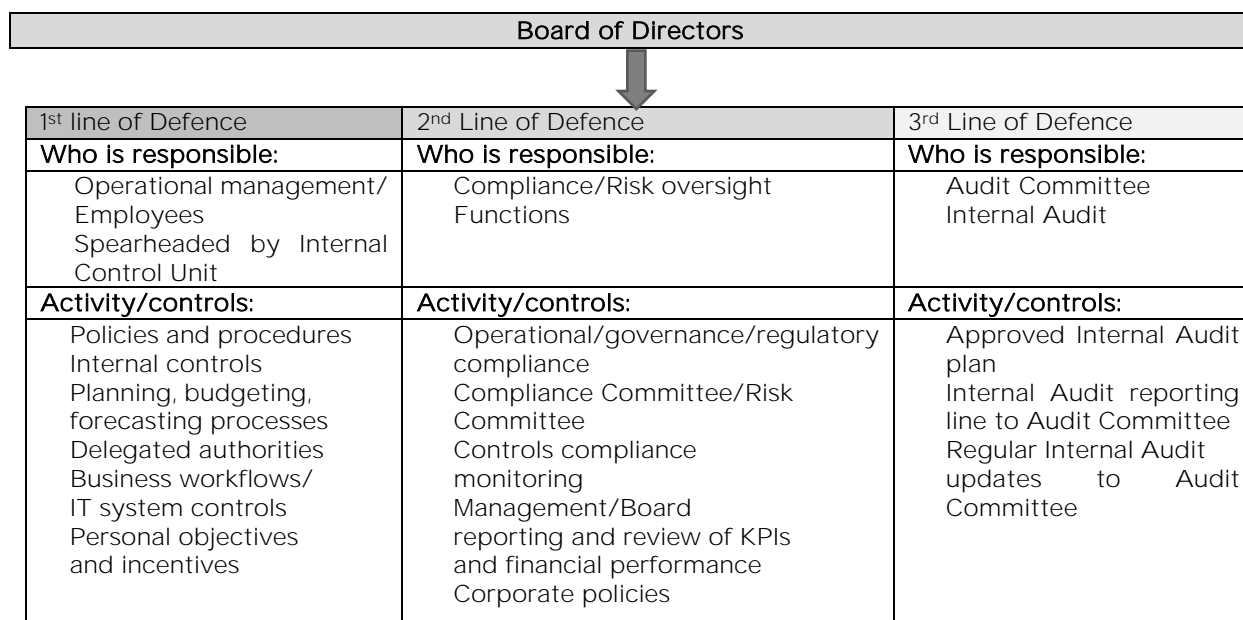 Board of Directors
1st line of Defence
Who is responsible:
Operational management/
Employees
Spearheaded by Internal
Control Unit
Activity/controls:
Policies and procedures
Internal controls
Planning, budgeting,
forecasting processes
Delegated authorities
Business workflows/
IT system controls
Personal objectives
and incentives
2nd Line of Defence
Who is responsible:
Compliance/Risk oversight
Functions
Activity/controls:
Operational/governance/regulatory
compliance
Compliance Committee/Risk
Committee
Controls compliance
monitoring
Management/Board
reporting and review of KPIs
and financial performance
Corporate policies
3rd Line of Defence
Who is responsible:
Audit Committee
Internal Audit
Activity/controls:
Approved Internal Audit
plan
Internal Audit reporting
line to Audit Committee
Regular Internal Audit
updates to Audit
Committee